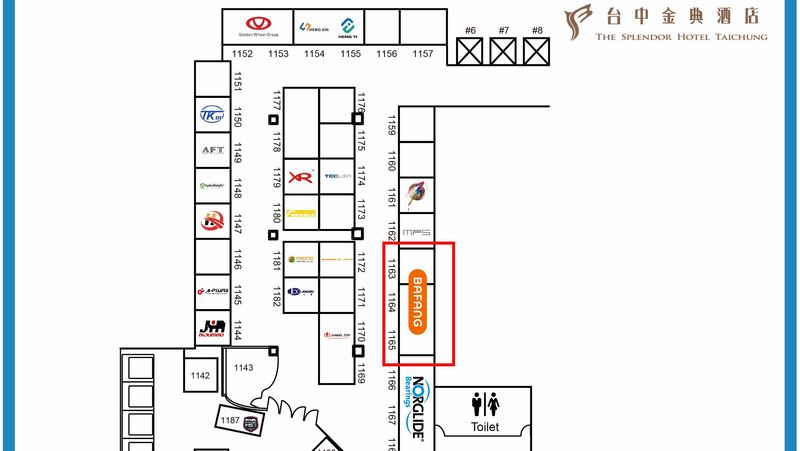 台中金典酒店
THE SPLENDOR HOTEL TAICHUNG
#6
#7
#8
Golden Wheel Group
HENG XIN
HENG YI
1152
1153
1154
1155
1156
1157
1151
TK
1150
AFT
1149
1148
1147
1146
A-PLUS
1145
1144
1177
1178
1179
1180
1181
1182
1176
1175
1174
1173
1172
1171
1170
1169
XR
WHEEL TOP
1159
1160
1161
1162
MPS
1163
1164
1165
BAFANG
1166
1167
NORGLIDE
Bearings
1142
1143
1187
Toilet